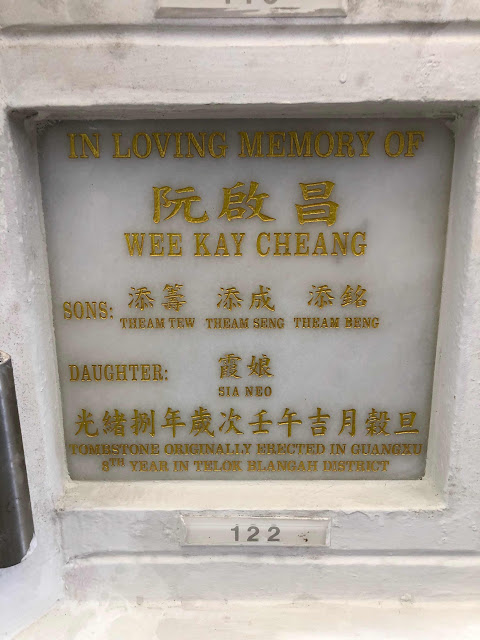 IN LOVING MEMORY OF
阮啟昌
WEE KAY CHEANG
SONS: 添籌 添成 添銘
THEAM TEW THEAM SENG THEAM BENG
DAUGHTER: 霞娘
SIA NEO
光緒捌年歲次壬午吉月穀旦
TOMBSTONE ORIGINALLY ERECTED IN GUANGXU
8TH YEAR IN TELOK BLANGAH DISTRICT
122